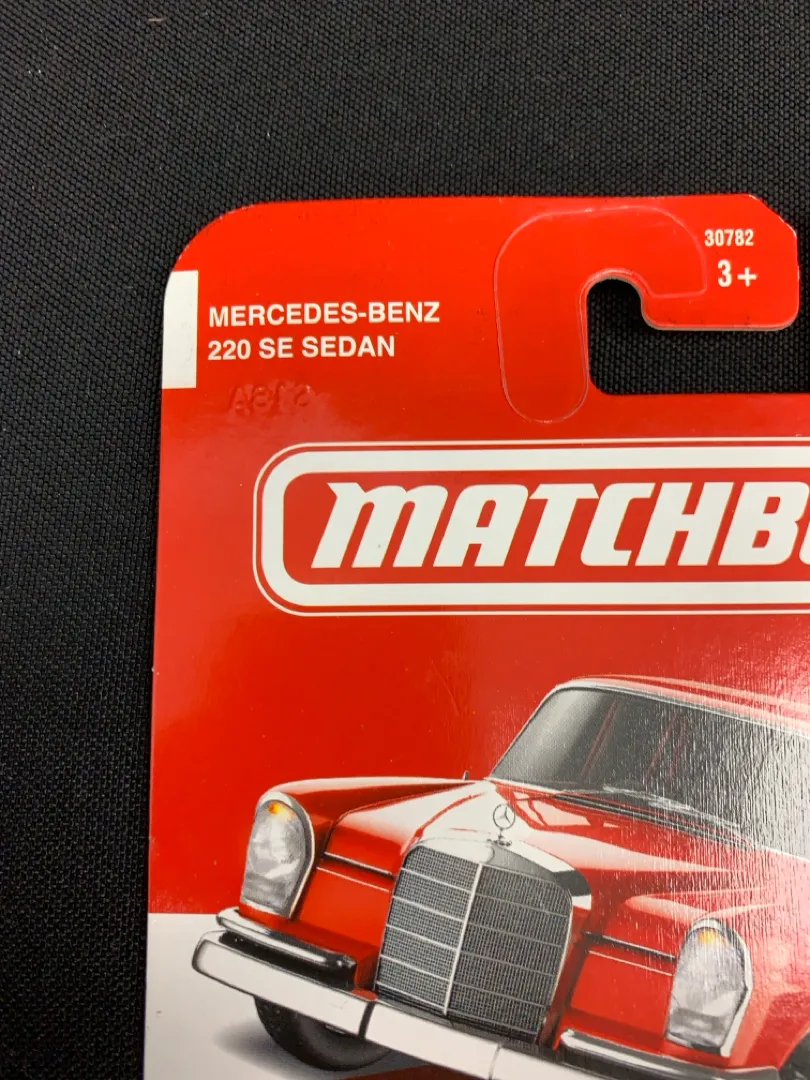 30782
3+
MERCEDES-BENZ
220 SE SEDAN
MATCHB